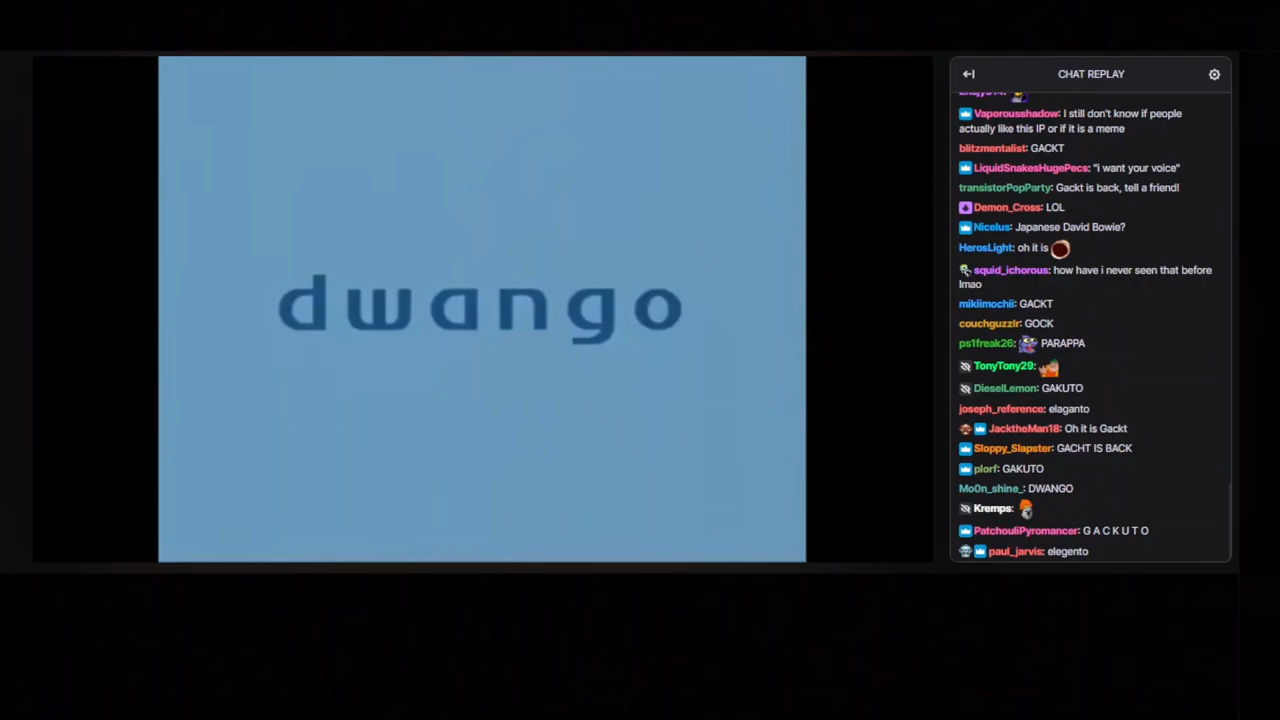 dwango
CHAT REPLAY
Vaporousshadow: I still don't know if people
actually like this IP or if it is a meme
blitzmentalist: GACKT
LiquidSnakesHugePecs: "i want your voice"
transistorPopParty: Gackt is back, tell a friend!
Demon_Cross: LOL
Nicelus: Japanese David Bowie?
HerosLight: oh it is
squid_ichorous: how have i never seen that before
lmao
mikiimochii: GACKT
couchguzzlr: GOCK
ps1freak26: PARAPPA
TonyTony29:
DieselLemon: GAKUTO
joseph_reference: elaganto
JacktheMan18: Oh it is Gackt
Sloppy_Slapster: GACHT IS BACK
plorf: GAKUTO
Mo0n_shine_: DWANGO
Kremps:
PatchouliPyromancer: G A C K U T O
paul_jarvis: elegento